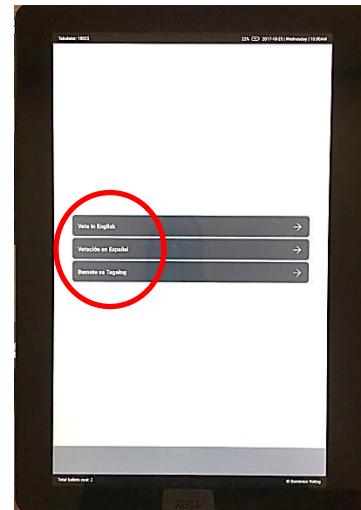 Tabulator: 18025 22% 2017-10-25 | Wednesday | 10:00AM
Vote in English
Votación en Español
Bumoto sa Tagalog
Total ballots cast: 2 © Dominion Voting